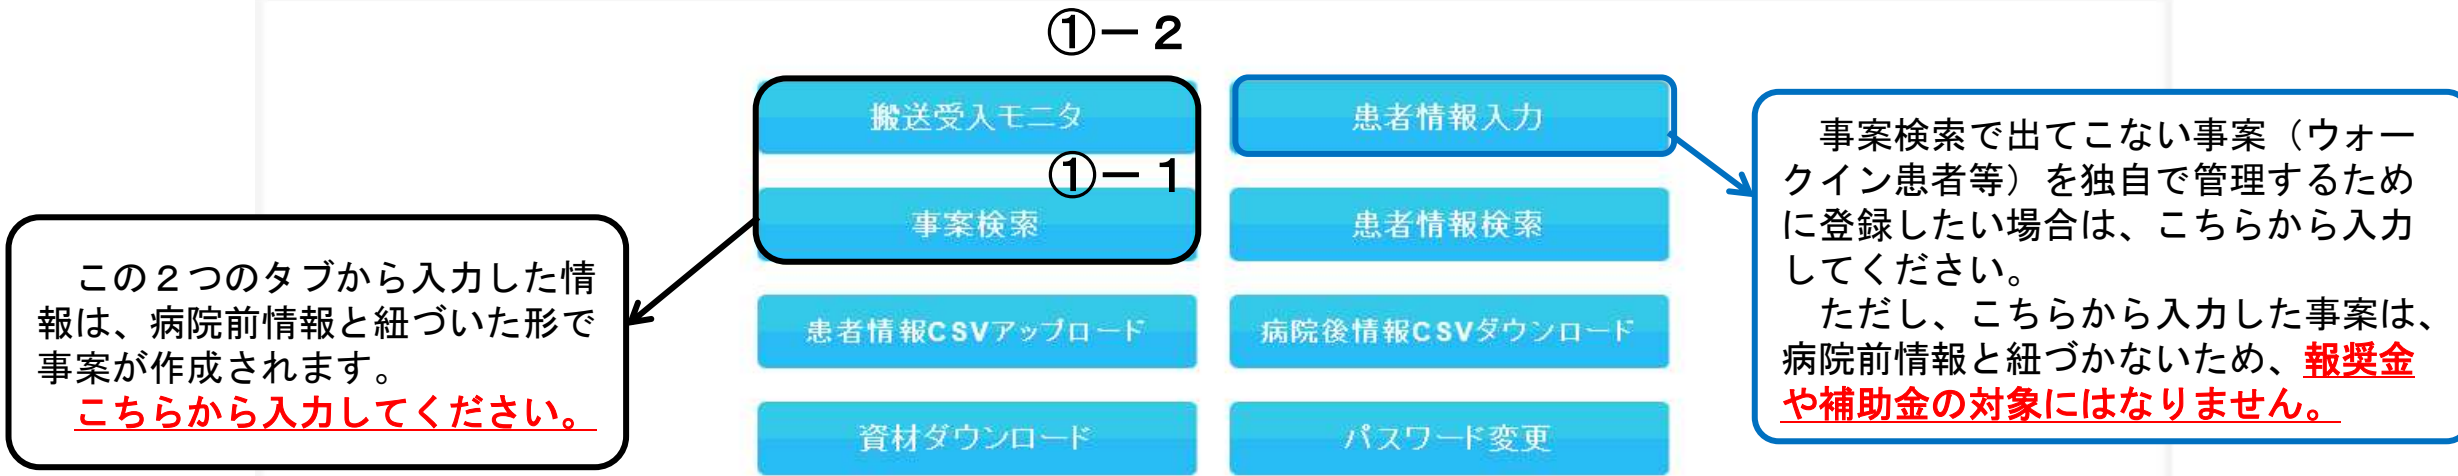 ①－２
搬送受入モニタ
患者情報入力
①－１
事案検索
患者情報検索
患者情報CSVアップロード
病院後情報CSVダウンロード
資材ダウンロード
パスワード変更
この２つのタブから入力した情
報は、病院前情報と紐づいた形で
事案が作成されます。
こちらから入力してください。
事案検索で出てこない事案（ウォー
クイン患者等）を独自で管理するため
に登録したい場合は、こちらから入力
してください。
ただし、こちらから入力した事案は、
病院前情報と紐づかないため、報奨金
や補助金の対象にはなりません。